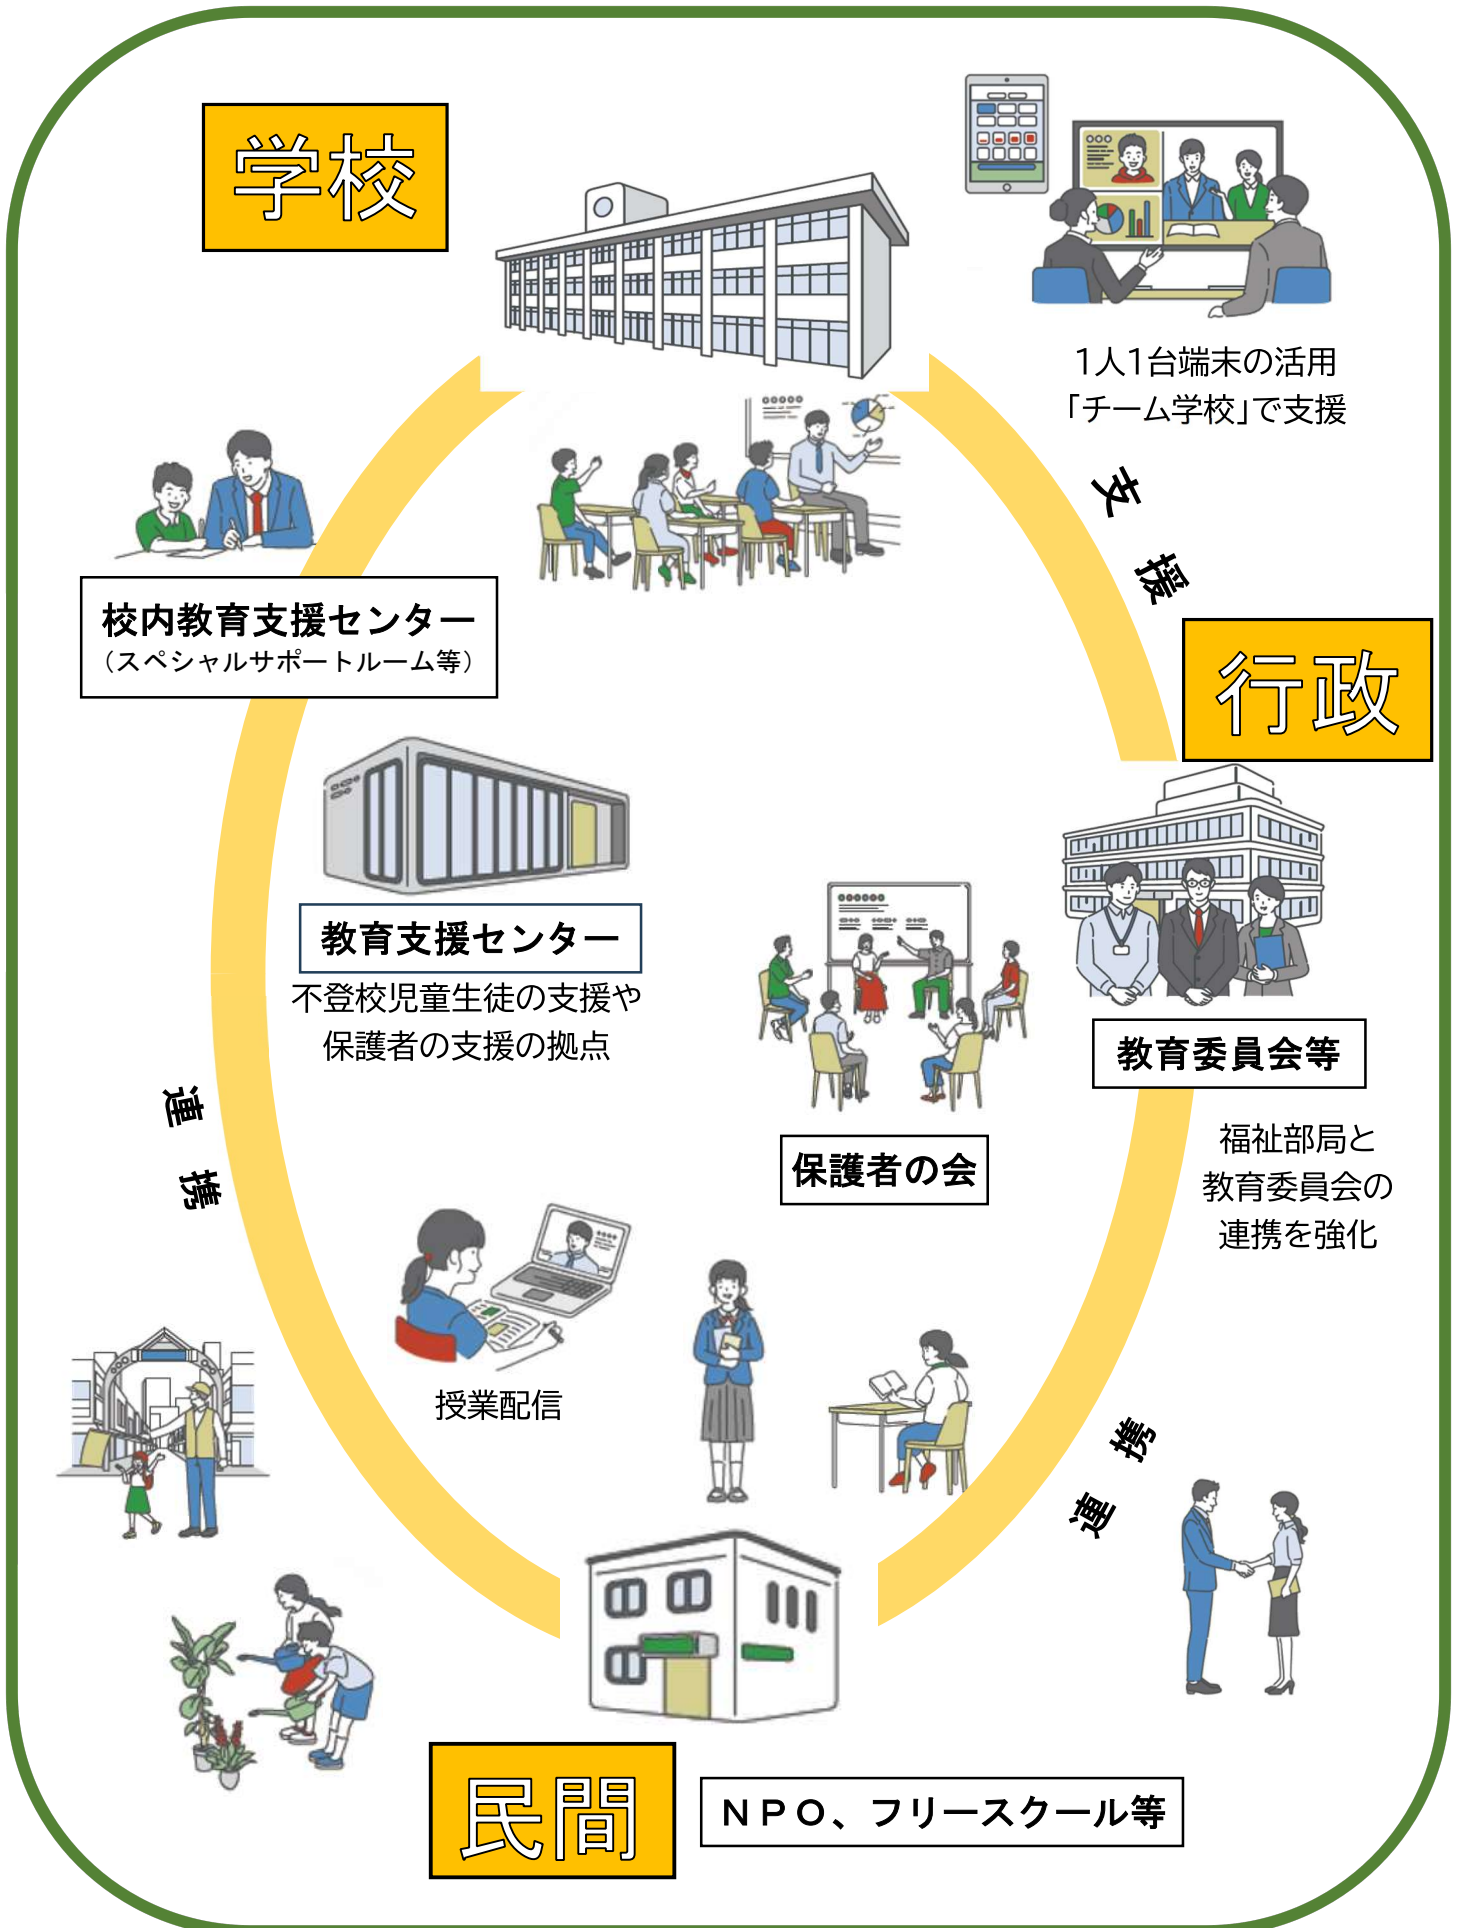 学校
1人1台端末の活用
「チーム学校」で支援
支援
校内教育支援センター
（スペシャルサポートルーム等）
行政
教育支援センター
不登校児童生徒の支援や
保護者の支援の拠点
教育委員会等
福祉部局と
教育委員会の
連携を強化
連携
保護者の会
授業配信
連携
民間
ＮＰＯ、フリースクール等